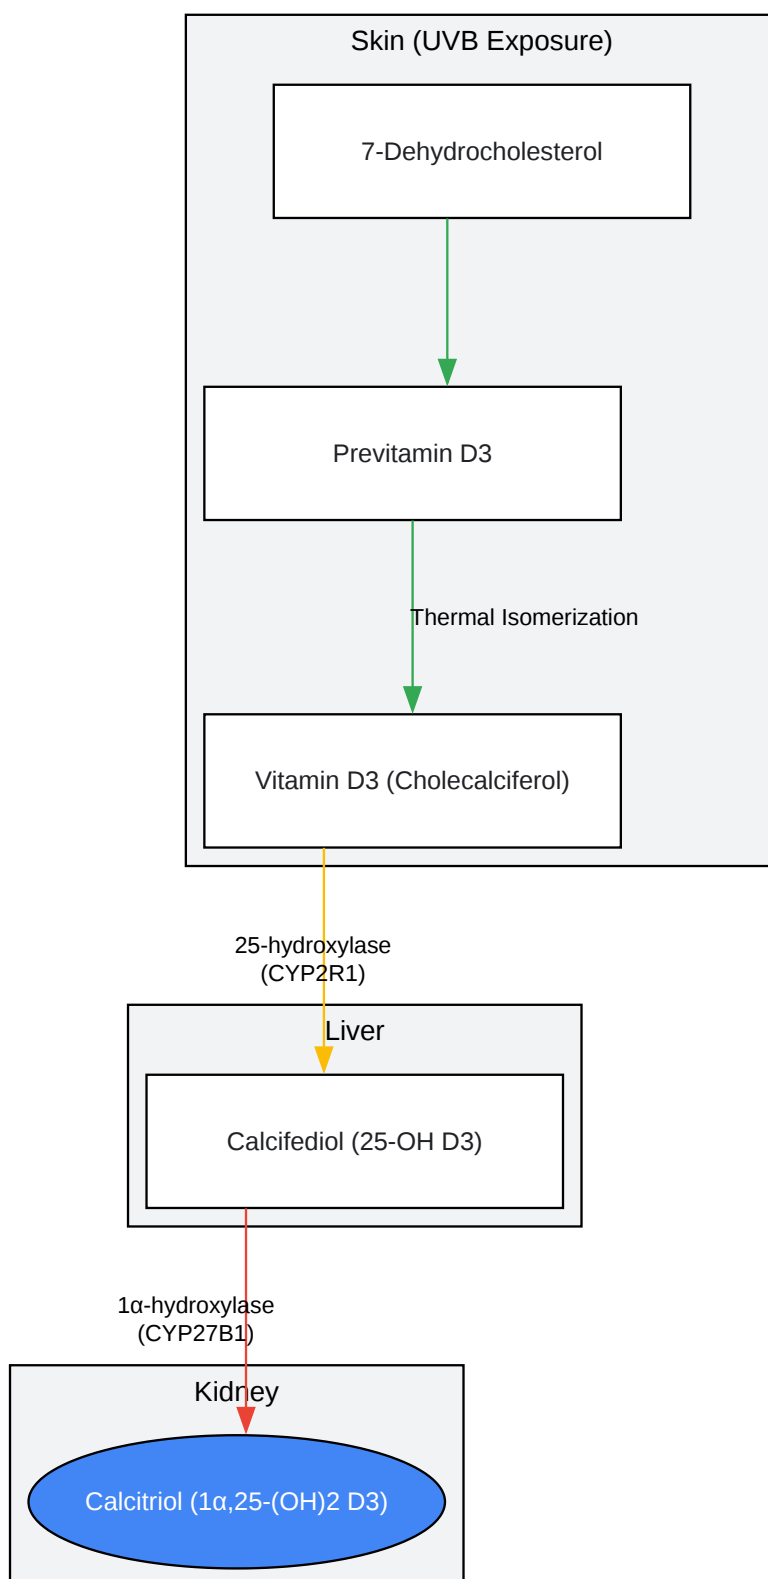 Skin (UVB Exposure)
7-Dehydrocholesterol
Previtamin D3
Thermal Isomerization
Vitamin D3 (Cholecalciferol)
25-hydroxylase
(CYP2R1)
Liver
Calcifediol (25-OH D3)
1α-hydroxylase
(CYP27B1)
Kidney
Calcitriol (1α,25-(OH)2 D3)